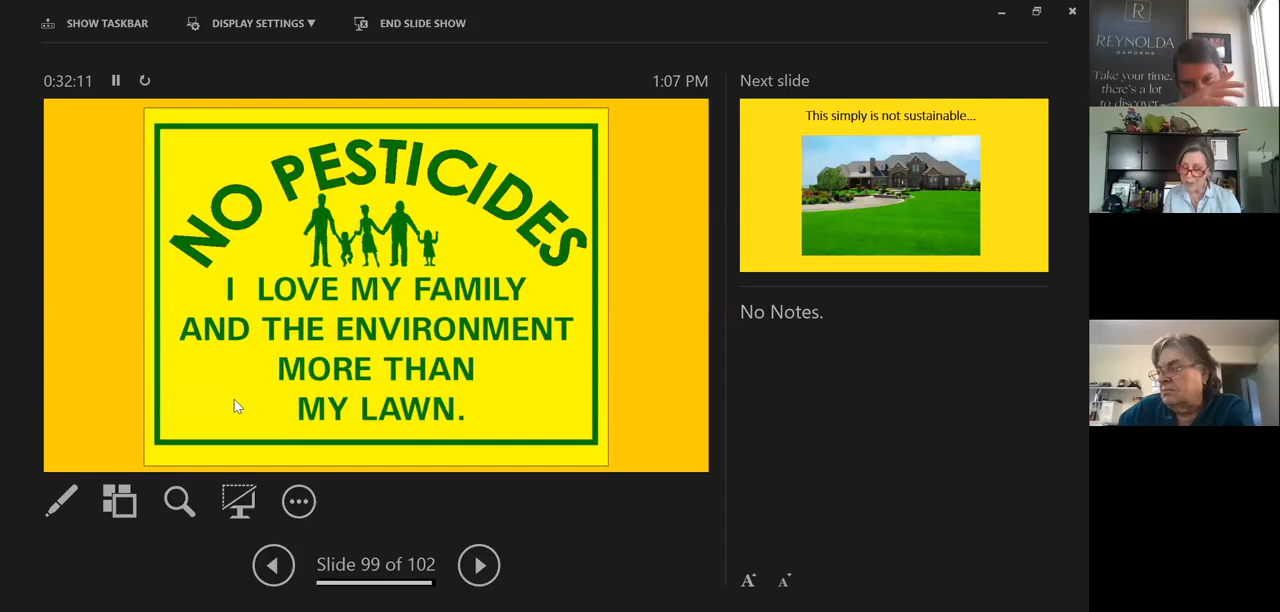 SHOW TASKBAR
DISPLAY SETTINGS ▼
END SLIDE SHOW
0:32:11
1:07 PM
NO PESTICIDES
I LOVE MY FAMILY
AND THE ENVIRONMENT
MORE THAN
MY LAWN.
Slide 99 of 102
Next slide
This simply is not sustainable...
No Notes.
A
A
R
REYNOLDA
GARDENS
Take your time,
there's a lot
to discover